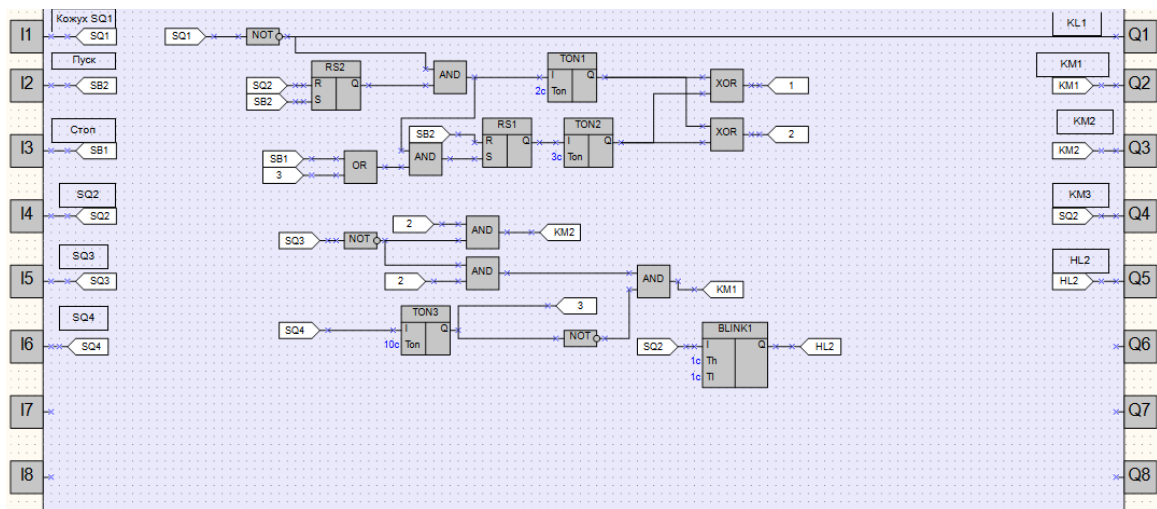 I1
Кожух SQ1
SQ1
SQ1
NOT
KL1
Q1
I2
Пуск
SB2
RS2
SQ2
R
Q
SB2
S
AND
TON1
I
Q
2c
Ton
XOR
1
KM1
KM1
Q2
I3
Стоп
SB1
SB2
RS1
R
Q
S
TON2
I
Q
3c
Ton
XOR
2
KM2
KM2
Q3
SB1
3
OR
AND
I4
SQ2
SQ2
2
AND
KM2
KM3
SQ2
Q4
SQ3
NOT
I5
SQ3
SQ3
2
AND
AND
KM1
HL2
HL2
Q5
I6
SQ4
SQ4
SQ4
TON3
I
Q
10c
Ton
3
NOT
BLINK1
SQ2
I
Q
HL2
1c
Th
1c
Tl
Q6
I7
Q7
I8
Q8